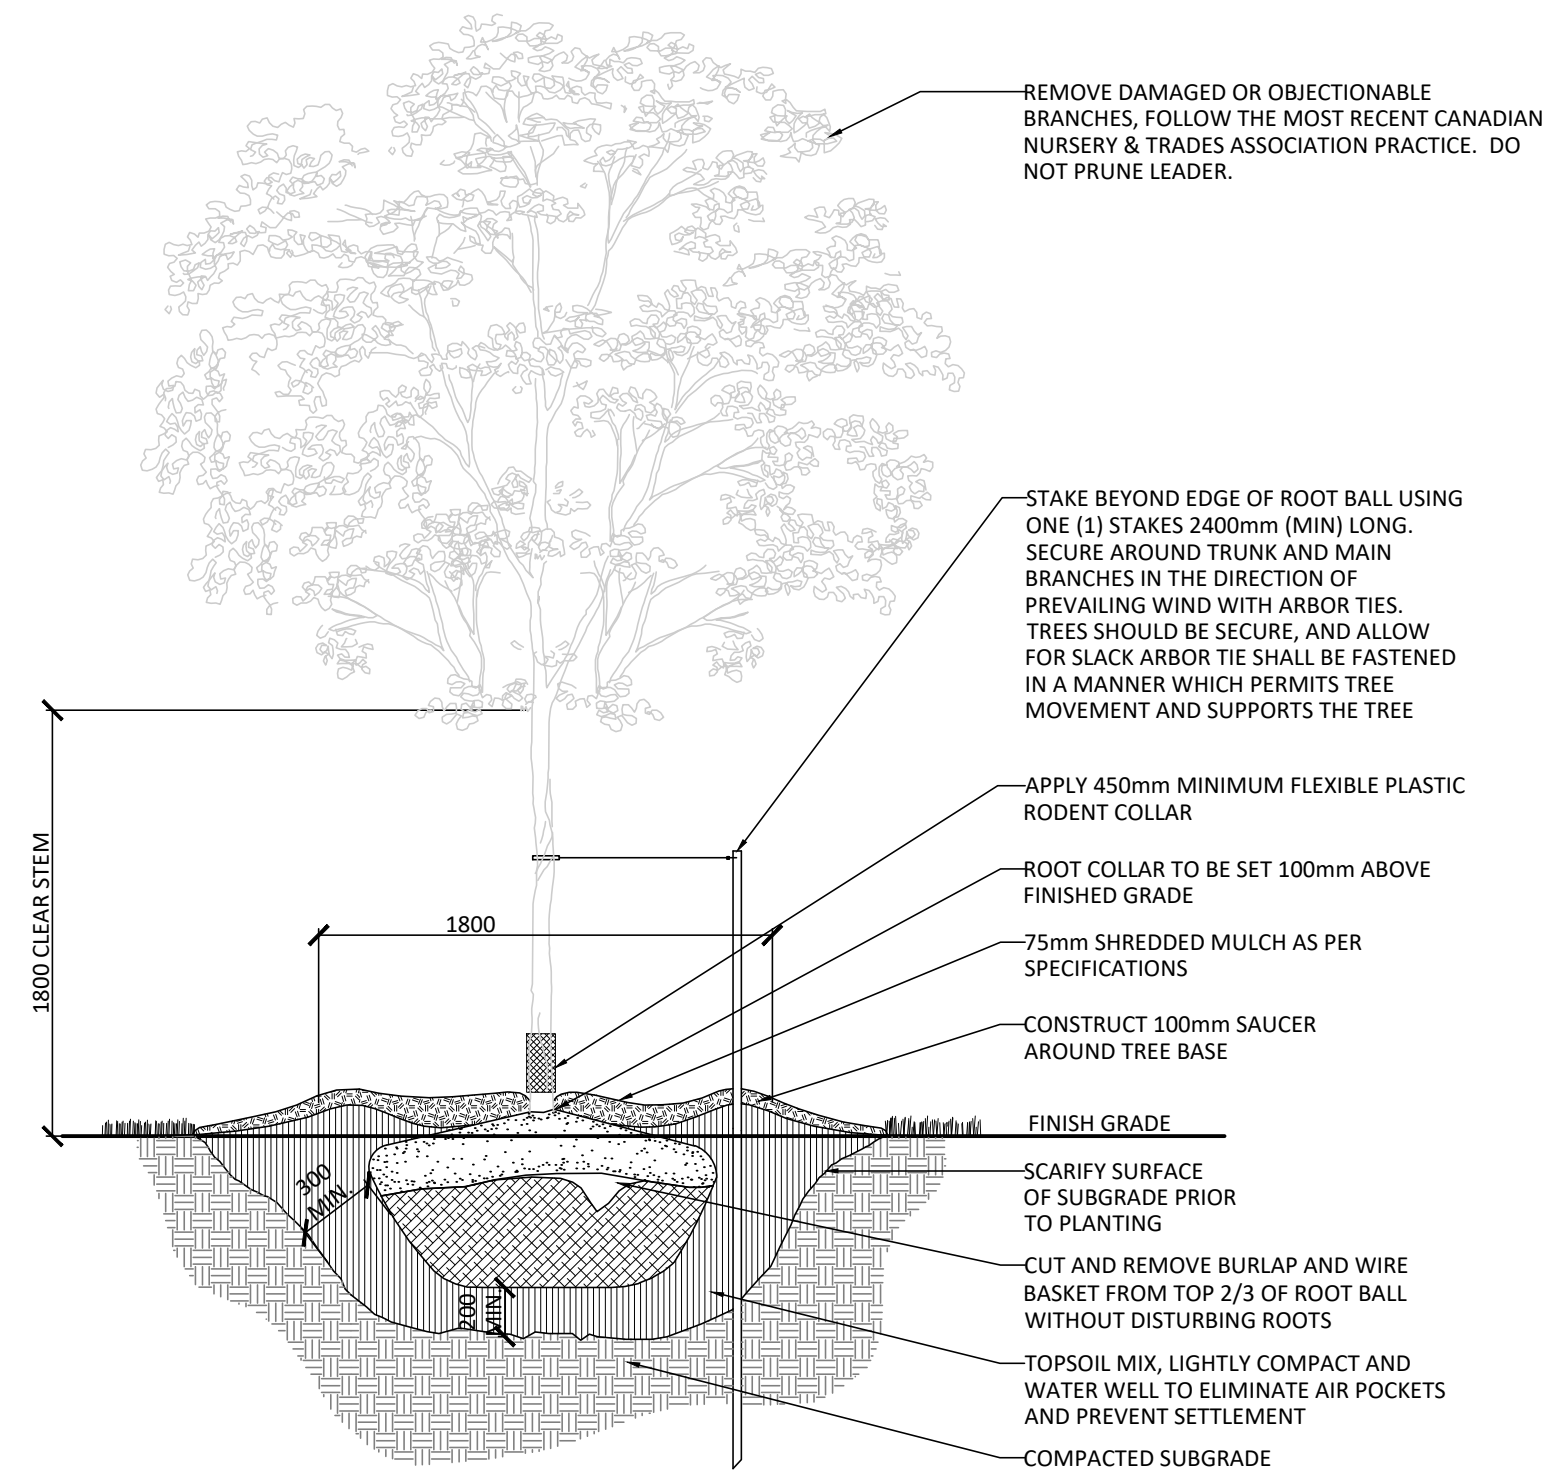 REMOVE DAMAGED OR OBJECTIONABLE
BRANCHES, FOLLOW THE MOST RECENT CANADIAN
NURSERY & TRADES ASSOCIATION PRACTICE. DO
NOT PRUNE LEADER.
STAKE BEYOND EDGE OF ROOT BALL USING
ONE (1) STAKES 2400mm (MIN) LONG.
SECURE AROUND TRUNK AND MAIN
BRANCHES IN THE DIRECTION OF
PREVAILING WIND WITH ARBOR TIES.
TREES SHOULD BE SECURE, AND ALLOW
FOR SLACK ARBOR TIE SHALL BE FASTENED
IN A MANNER WHICH PERMITS TREE
MOVEMENT AND SUPPORTS THE TREE
APPLY 450mm MINIMUM FLEXIBLE PLASTIC
RODENT COLLAR
ROOT COLLAR TO BE SET 100mm ABOVE
FINISHED GRADE
75mm SHREDDED MULCH AS PER
SPECIFICATIONS
CONSTRUCT 100mm SAUCER
AROUND TREE BASE
FINISH GRADE
SCARIFY SURFACE
OF SUBGRADE PRIOR
TO PLANTING
CUT AND REMOVE BURLAP AND WIRE
BASKET FROM TOP 2/3 OF ROOT BALL
WITHOUT DISTURBING ROOTS
TOPSOIL MIX, LIGHTLY COMPACT AND
WATER WELL TO ELIMINATE AIR POCKETS
AND PREVENT SETTLEMENT
COMPACTED SUBGRADE
1800 CLEAR STEM
1800
300
MIN.
200
MIN.